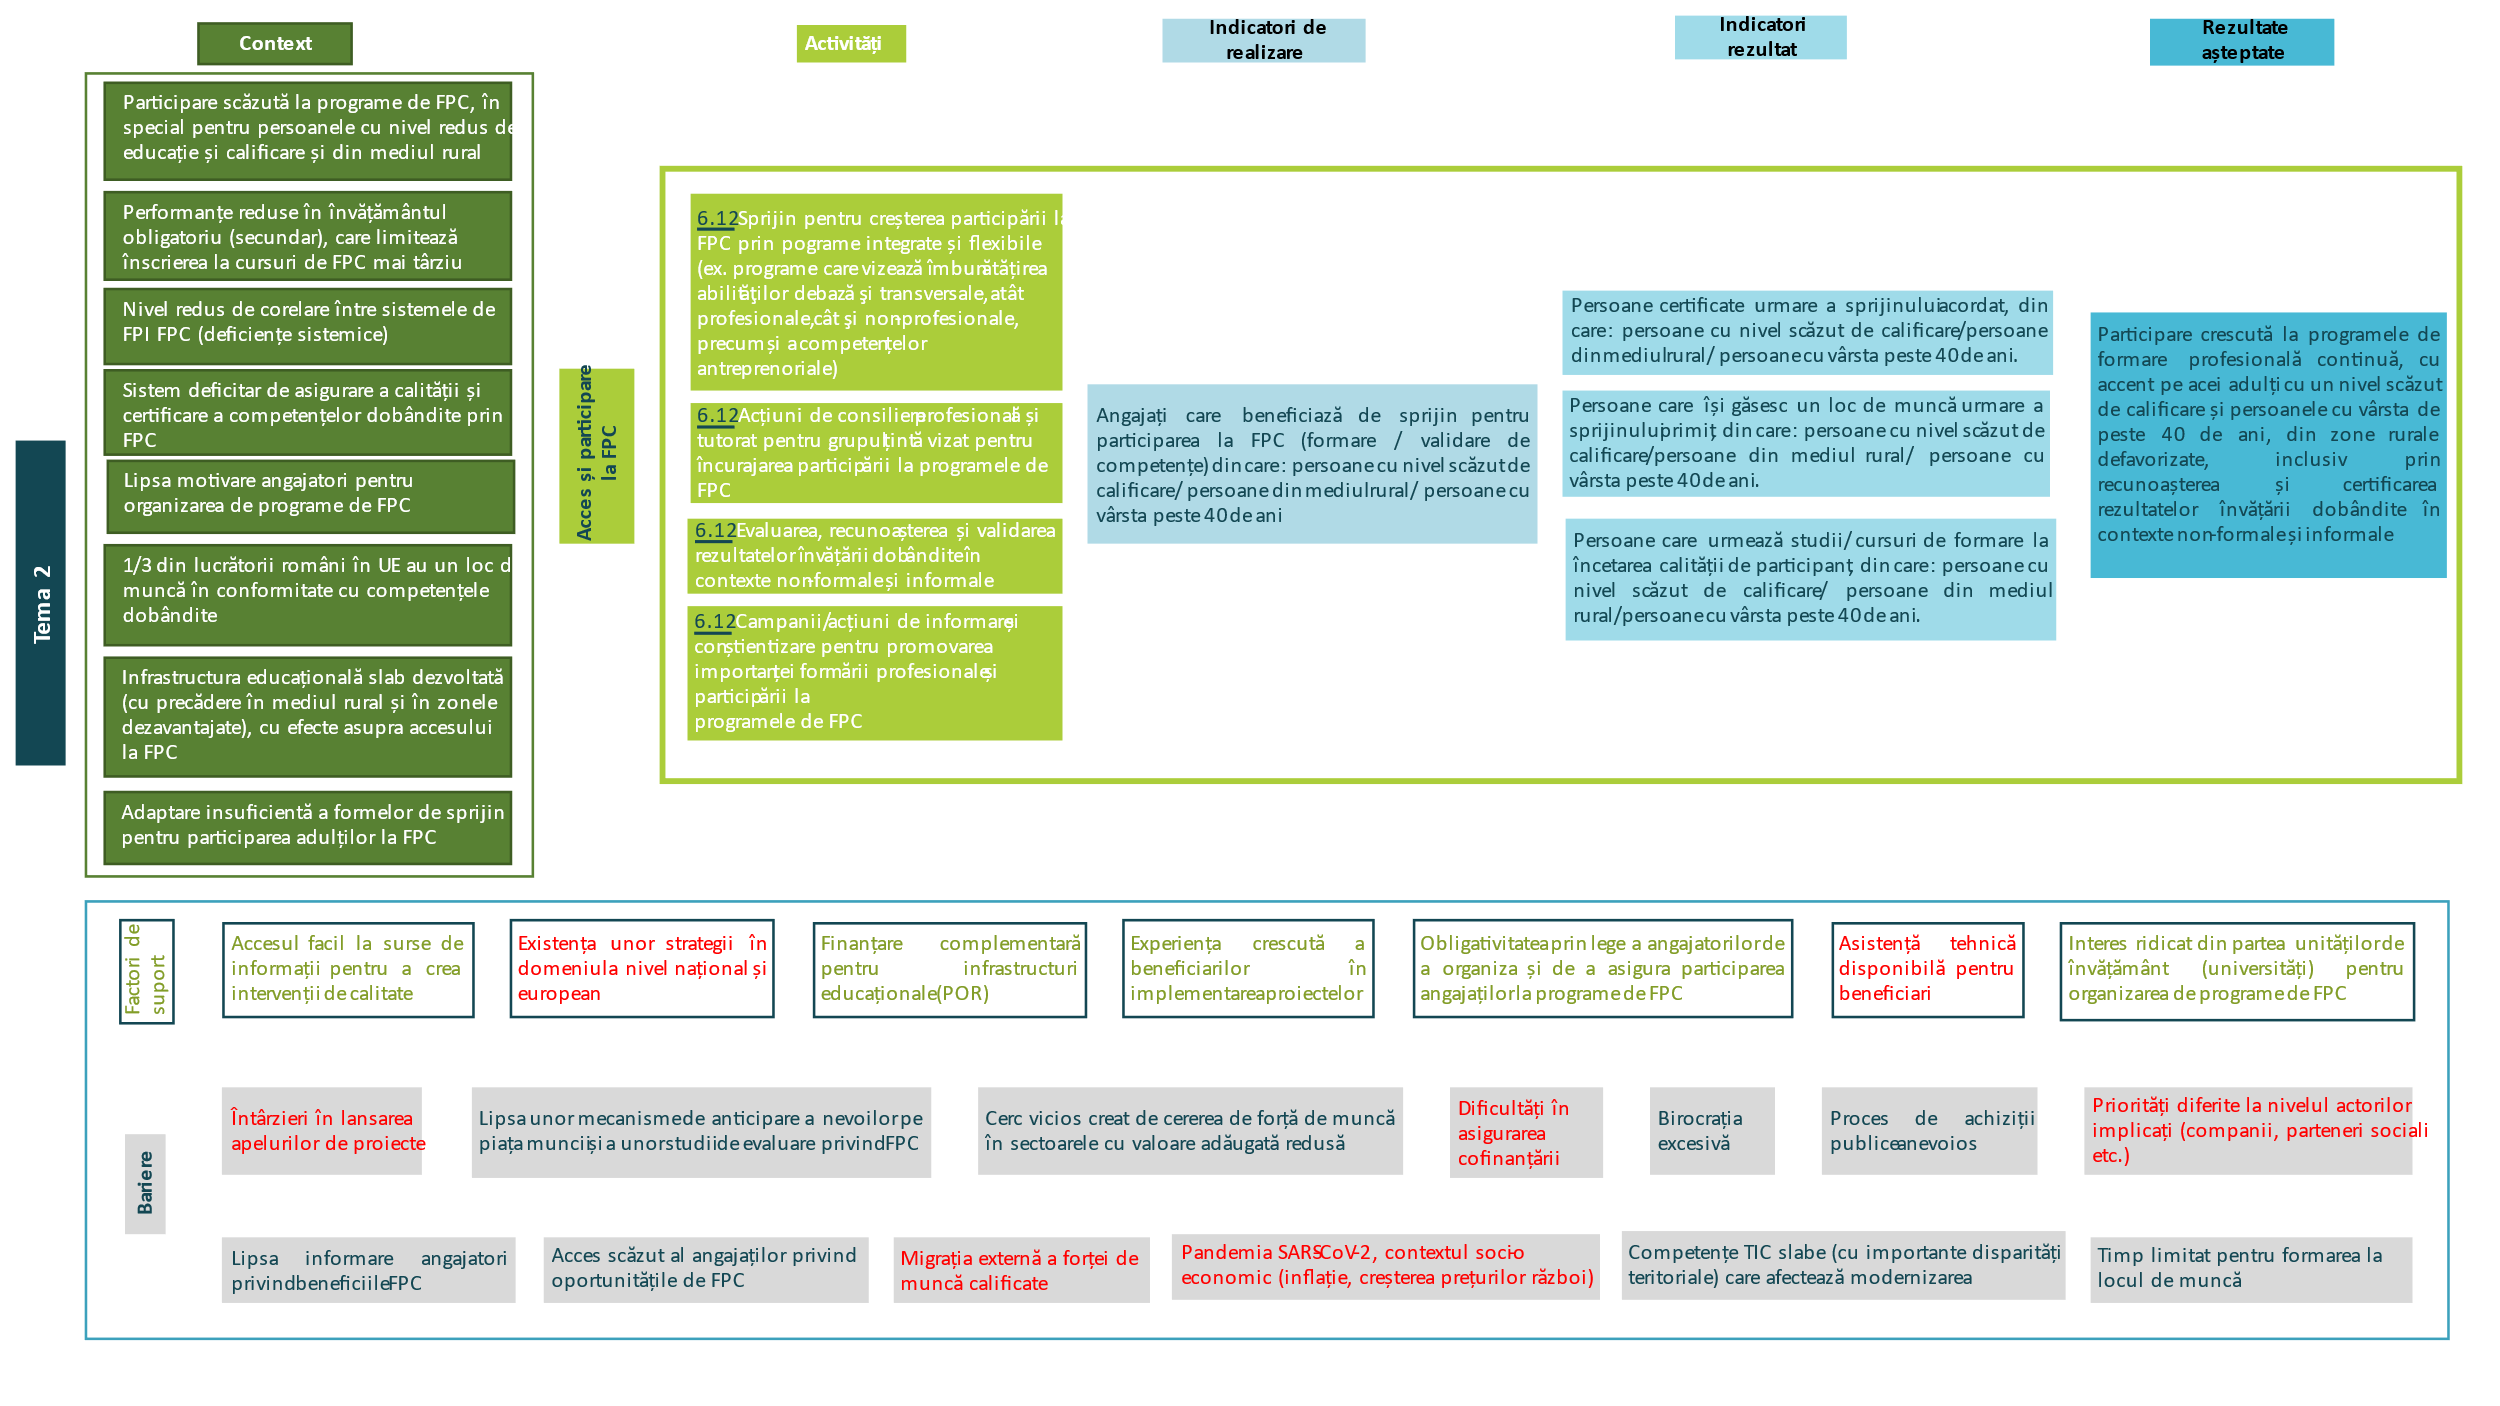 Context
Activități
Indicatori de
realizare
Indicatori
rezultat
Rezultate
așteptate
Tema 2
Participare scăzută la programe de FPC, în
special pentru persoanele cu nivel redus de
educație și calificare și din mediul rural
Performanțe reduse în învățământul
obligatoriu (secundar), care limitează
înscrierea la cursuri de FPC mai târziu
Nivel redus de corelare între sistemele de
FPI FPC (deficiențe sistemice)
Sistem deficitar de asigurare a calității și
certificare a competențelor dobândite prin
FPC
Lipsa motivare angajatori pentru
organizarea de programe de FPC
1/3 din lucrătorii români în UE au un loc d
muncă în conformitate cu competențele
dobândite
Infrastructura educațională slab dezvoltată
(cu precădere în mediul rural și în zonele
dezavantajate), cu efecte asupra accesului
la FPC
Adaptare insuficientă a formelor de sprijin
pentru participarea adulților la FPC
Acces și participare
la FPC
6.12 Sprijin pentru creșterea participării la
FPC prin pograme integrate și flexibile
(ex. programe care vizează îmbunătățirea
abilităţilor de bază şi transversale, atât
profesionale, cât şi non-profesionale,
precum și a competențelor
antreprenoriale)
6.12 Acțiuni de consiliere profesională și
tutorat pentru grupul țintă vizat pentru
încurajarea participării la programele de
FPC
6.12 Evaluarea, recunoașterea și validarea
rezultatelor învățării dobândite în
contexte non-formale și informale
6.12 Campanii/acțiuni de informare și
conștientizare pentru promovarea
importanței formării profesionale și
participării la
programele de FPC
Angajați care beneficiază de sprijin pentru
participarea la FPC (formare / validare de
competențe) din care: persoane cu nivel scăzut de
calificare/ persoane din mediul rural/ persoane cu
vârsta peste 40 de ani
Persoane certificate urmare a sprijinului acordat, din
care: persoane cu nivel scăzut de calificare/persoane
din mediul rural/ persoane cu vârsta peste 40 de ani.
Persoane care își găsesc un loc de muncă urmare a
sprijinului primit, din care: persoane cu nivel scăzut de
calificare/persoane din mediul rural/ persoane cu
vârsta peste 40 de ani.
Persoane care urmează studii/ cursuri de formare la
încetarea calității de participant, din care: persoane cu
nivel scăzut de calificare/ persoane din mediul
rural/persoane cu vârsta peste 40 de ani.
Participare crescută la programele de
formare profesională continuă, cu
accent pe acei adulți cu un nivel scăzut
de calificare și persoanele cu vârsta de
peste 40 de ani, din zone rurale
defavorizate, inclusiv prin
recunoașterea și certificarea
rezultatelor învățării dobândite în
contexte non-formale și informale
Factori de
suport
Accesul facil la surse de
informații pentru a crea
intervenții de calitate
Existența unor strategii în
domeniul a nivel național și
european
Finanțare complementară
pentru infrastructuri
educaționale (POR)
Experiența crescută a
beneficiarilor în
implementarea proiectelor
Obligativitatea prin lege a angajatorilor de
a organiza și de a asigura participarea
angajaților la programe de FPC
Asistență tehnică
disponibilă pentru
beneficiari
Interes ridicat din partea unităților de
învățământ (universități) pentru
organizarea de programe de FPC
Bariere
Întârzieri în lansarea
apelurilor de proiecte
Lipsa unor mecanisme de anticipare a nevoilor pe
piața muncii și a unor studii de evaluare privind FPC
Cerc vicios creat de cererea de forță de muncă
în sectoarele cu valoare adăugată redusă
Dificultăți în
asigurarea
cofinanțării
Birocrația
excesivă
Proces de achiziții
publice anevoios
Priorități diferite la nivelul actorilor
implicați (companii, parteneri sociali
etc.)
Lipsa informare angajatori
privind beneficiile FPC
Acces scăzut al angajaților privind
oportunitățile de FPC
Migrația externă a forței de
muncă calificate
Pandemia SARS-CoV-2, contextul socio-
economic (inflație, creșterea prețurilor război)
Competențe TIC slabe (cu importante disparități
teritoriale) care afectează modernizarea
Timp limitat pentru formarea la
locul de muncă